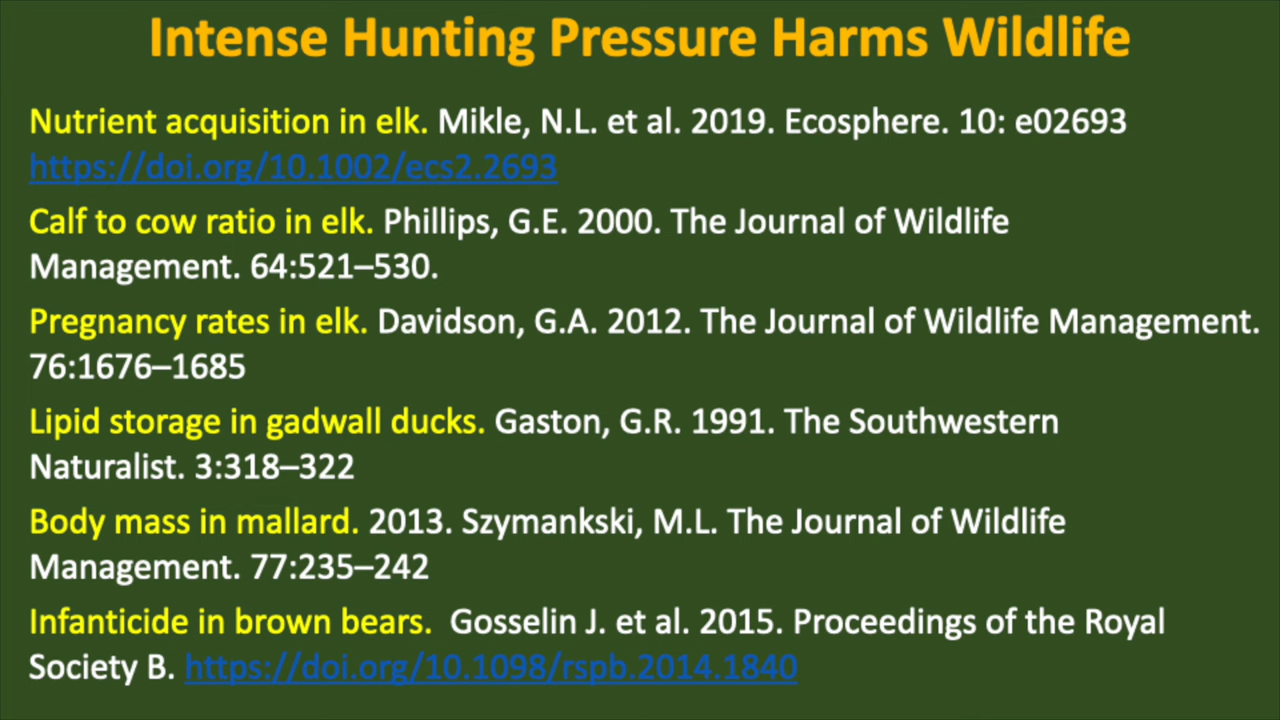 Intense Hunting Pressure Harms Wildlife
Nutrient acquisition in elk. Mikle, N.L. et al. 2019. Ecosphere. 10: e02693
https://doi.org/10.1002/ecs2.2693
Calf to cow ratio in elk. Phillips, G.E. 2000. The Journal of Wildlife
Management. 64:521–530.
Pregnancy rates in elk. Davidson, G.A. 2012. The Journal of Wildlife Management.
76:1676–1685
Lipid storage in gadwall ducks. Gaston, G.R. 1991. The Southwestern
Naturalist. 3:318–322
Body mass in mallard. 2013. Szymankski, M.L. The Journal of Wildlife
Management. 77:235–242
Infanticide in brown bears.  Gosselin J. et al. 2015. Proceedings of the Royal
Society B. https://doi.org/10.1098/rspb.2014.1840